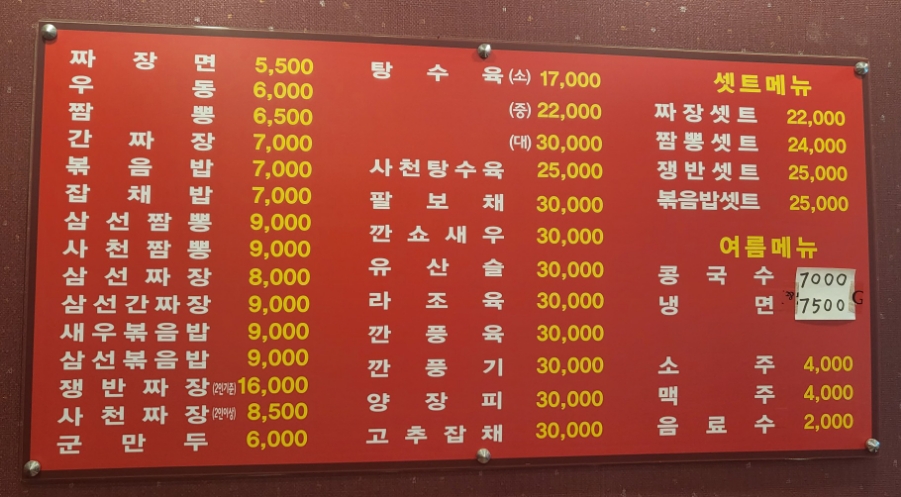 짜장면 5,500
우동 6,000
짬뽕 6,500
간짜장 7,000
볶음밥 7,000
잡채밥 7,000
삼선짬뽕 9,000
사천짬뽕 9,000
삼선짜장 8,000
삼선간짜장 9,000
새우볶음밥 9,000
삼선볶음밥 9,000
쟁반짜장(2인기준) 16,000
사천짜장(2인이상) 8,500
군만두 6,000
탕수육(소) 17,000
(중) 22,000
(대) 30,000
사천탕수육 25,000
팔보채 30,000
깐쇼새우 30,000
유산슬 30,000
라조육 30,000
깐풍육 30,000
깐풍기 30,000
양장피 30,000
고추잡채 30,000
셋트메뉴
짜장셋트 22,000
짬뽕셋트 24,000
쟁반셋트 25,000
볶음밥셋트 25,000
여름메뉴
콩국수 7000
냉면 7500
소주 4,000
맥주 4,000
음료수 2,000